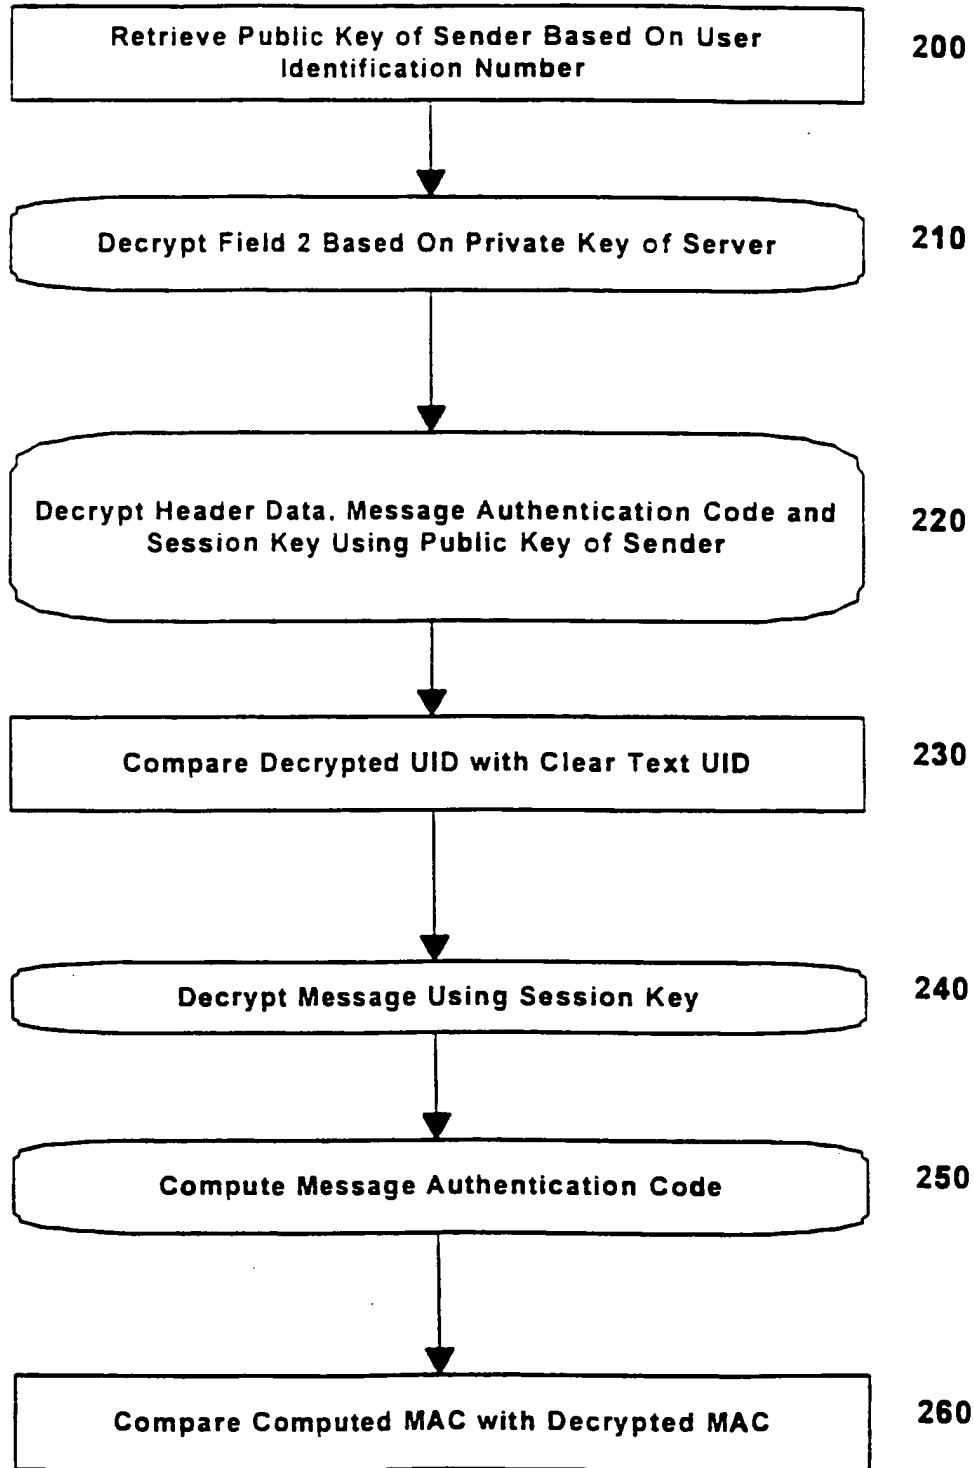 Retrieve Public Key of Sender Based On User
Identification Number
200
Decrypt Field 2 Based On Private Key of Server
210
Decrypt Header Data, Message Authentication Code and
Session Key Using Public Key of Sender
220
Compare Decrypted UID with Clear Text UID
230
Decrypt Message Using Session Key
240
Compute Message Authentication Code
250
Compare Computed MAC with Decrypted MAC
260